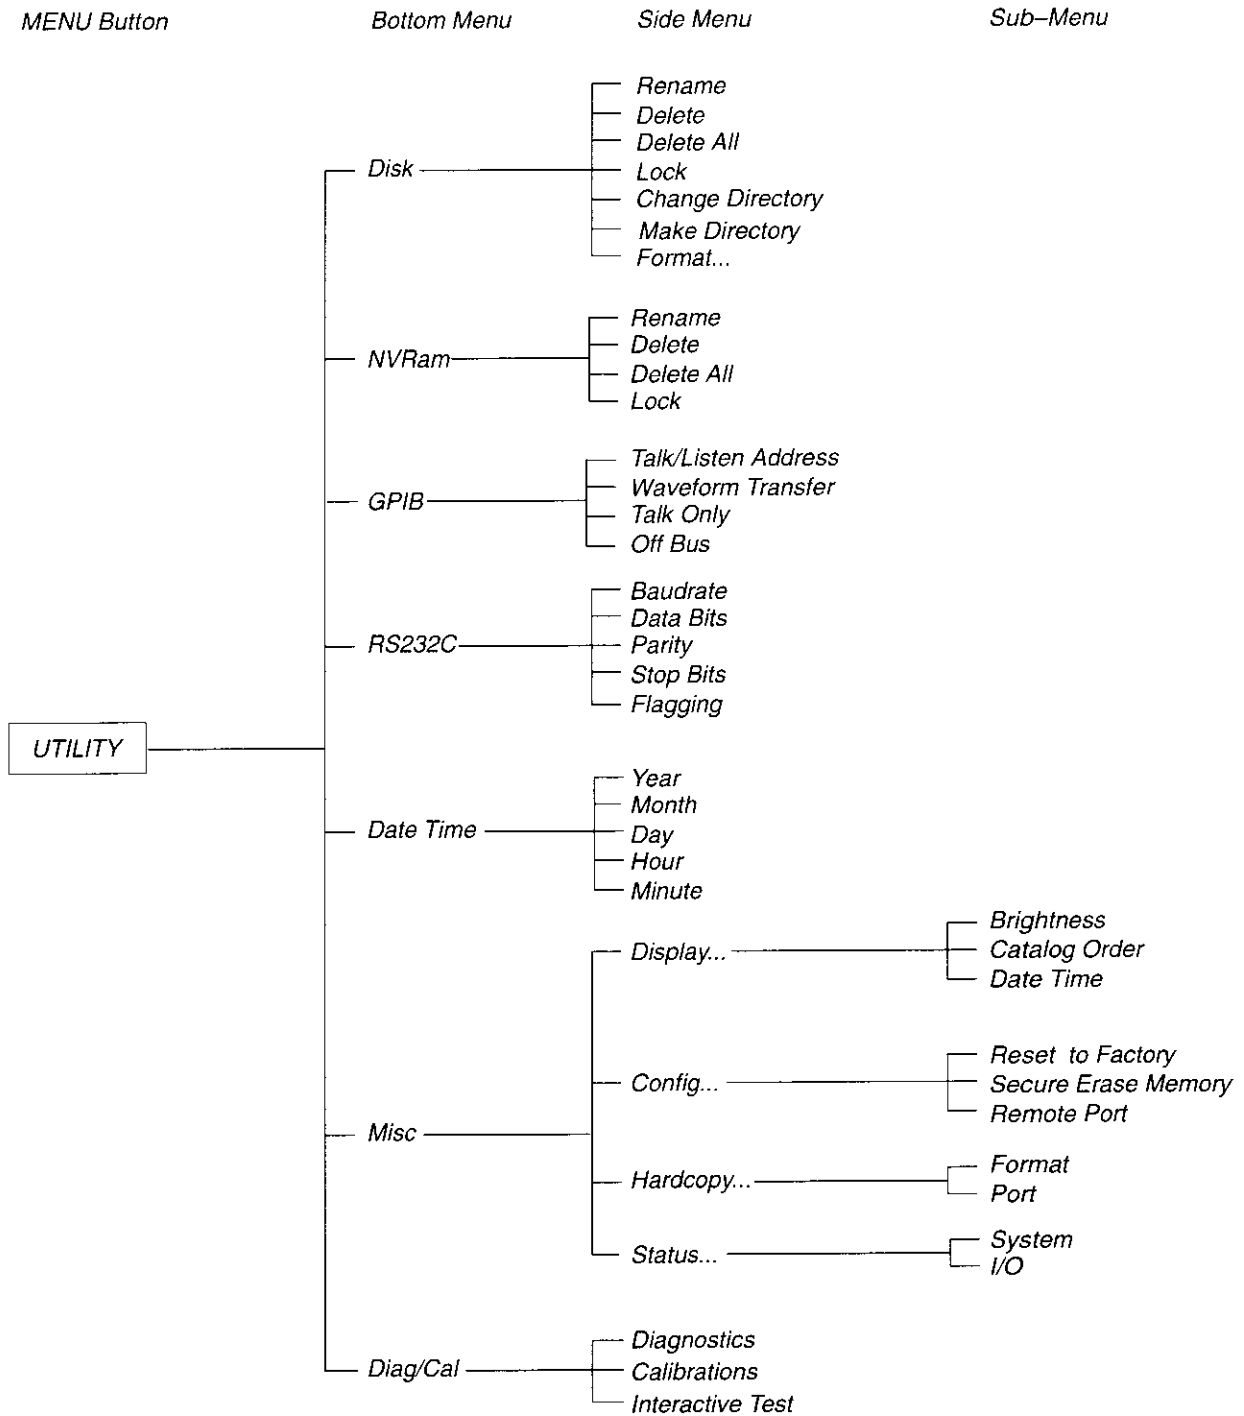 MENU Button Bottom Menu Side Menu Sub–Menu
Rename
Delete
Delete All
Disk Lock
Change Directory
Make Directory
Format...
Rename
NVRam Delete
Delete All
Lock
Talk/Listen Address
GPIB Waveform Transfer
Talk Only
Off Bus
Baudrate
Data Bits
RS232C Parity
Stop Bits
Flagging
UTILITY
Year
Month
Date Time Day
Hour
Minute
Brightness
Display... Catalog Order
Date Time
Reset to Factory
Config... Secure Erase Memory
Remote Port
Misc
Format
Hardcopy...
Port
System
Status...
I/O
Diagnostics
Diag/Cal Calibrations
Interactive Test